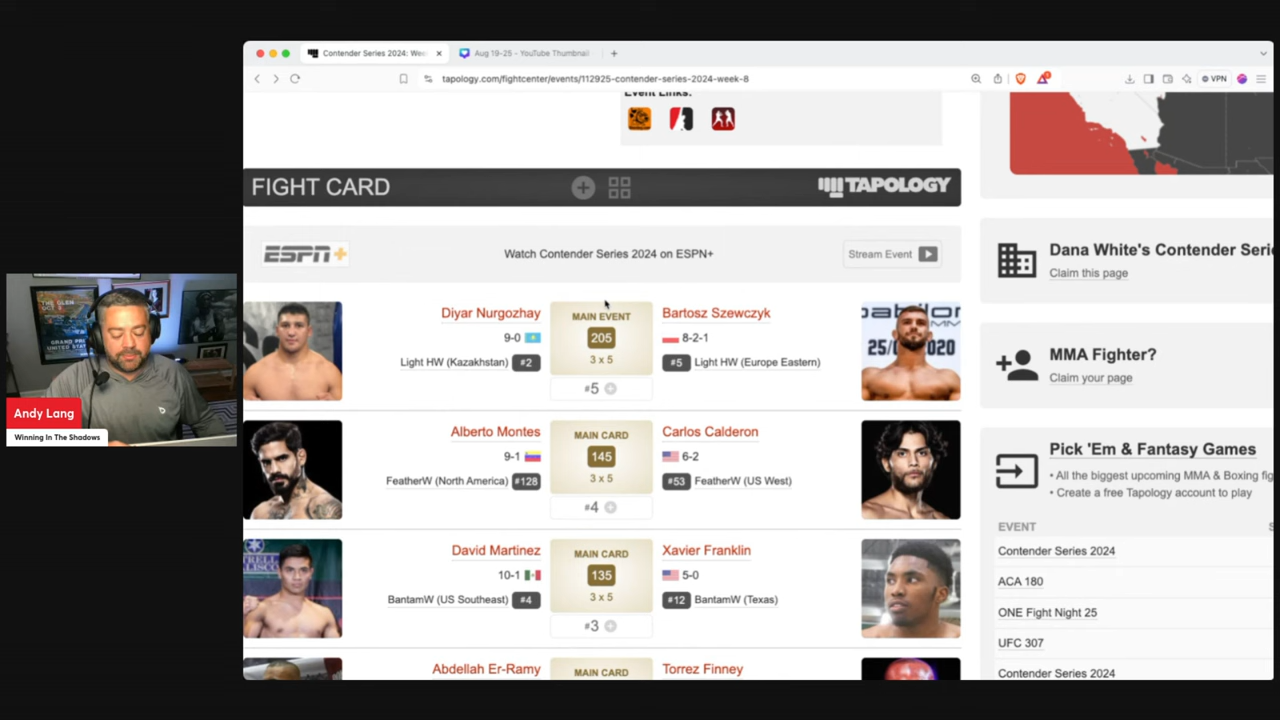 Contender Series 2024: Wee
Aug 19-25 - YouTube Thumbnail
tapology.com/fightcenter/events/112925-contender-series-2024-week-8
VPN
Event Links:
FIGHT CARD
TAPOLOGY
ESPN+
Watch Contender Series 2024 on ESPN+
Stream Event
Diyar Nurgozhay
MAIN EVENT
Bartosz Szewczyk
9-0
205
8-2-1
Light HW (Kazakhstan) #2
3 x 5
#5 Light HW (Europe Eastern)
#5
25/ 2020
Alberto Montes
MAIN CARD
Carlos Calderon
9-1
145
6-2
FeatherW (North America) #128
3 x 5
#53 FeatherW (US West)
#4
David Martinez
MAIN CARD
Xavier Franklin
10-1
135
5-0
BantamW (US Southeast) #4
3 x 5
#12 BantamW (Texas)
#3
Abdellah Er-Ramy
MAIN CARD
Torrez Finney
Dana White's Contender Serie
Claim this page
MMA Fighter?
Claim your page
Pick 'Em & Fantasy Games
• All the biggest upcoming MMA & Boxing fig
• Create a free Tapology account to play
EVENT
Contender Series 2024
ACA 180
ONE Fight Night 25
UFC 307
Contender Series 2024
THE GLEN
OCT
GRAND PR
UNITED STA
Andy Lang
Winning In The Shadows